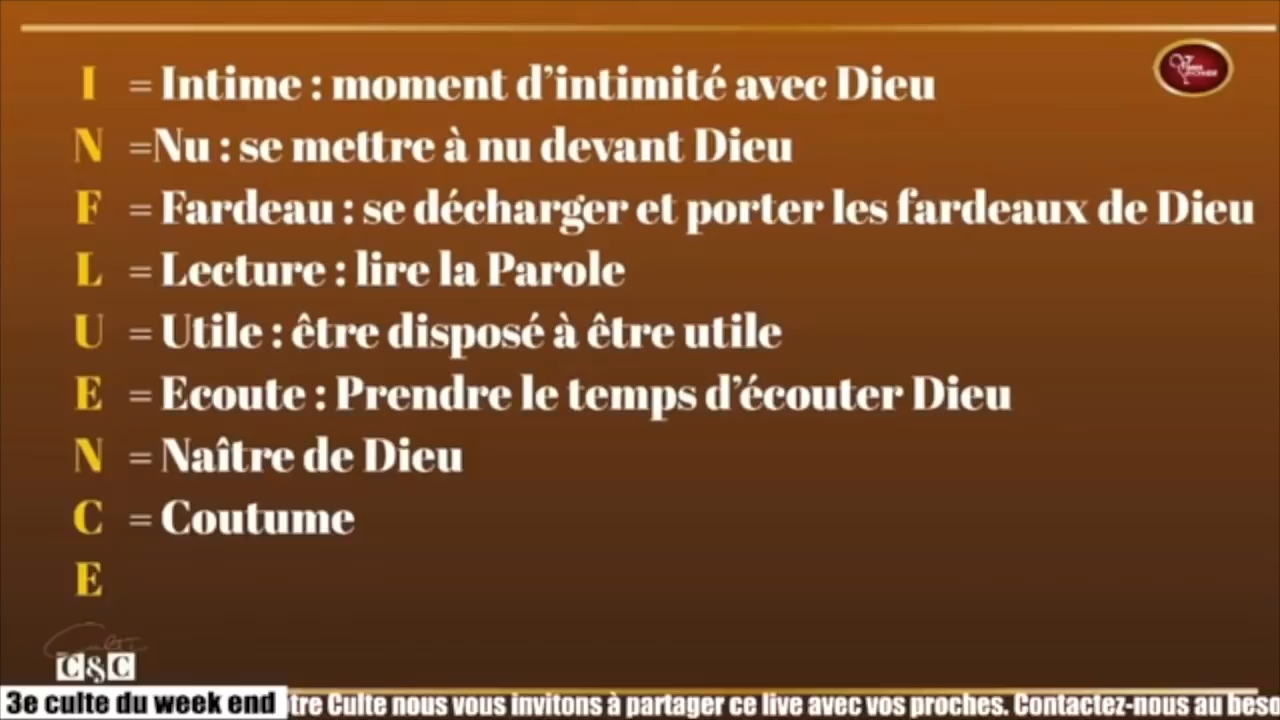 I = Intime : moment d’intimité avec Dieu
N =Nu : se mettre à nu devant Dieu
F = Fardeau : se décharger et porter les fardeaux de Dieu
L = Lecture : lire la Parole
U = Utile : être disposé à être utile
E = Ecoute : Prendre le temps d’écouter Dieu
N = Naître de Dieu
C = Coutume
E
C&C
3e culte du week end tre Culte nous vous invitons à partager ce live avec vos proches. Contactez-nous au beso